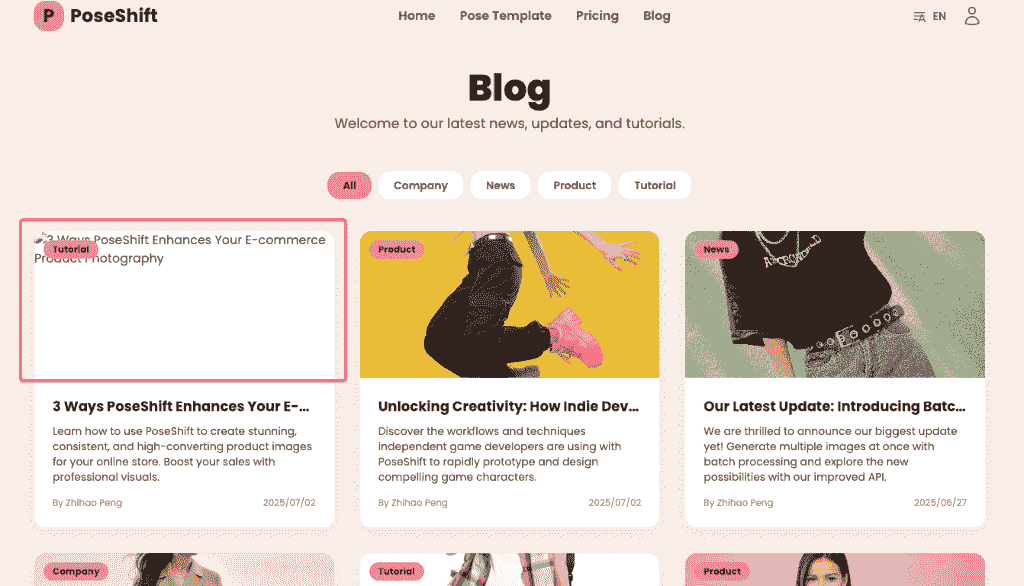 P PoseShift
Home Pose Template Pricing Blog
EN
Blog
Welcome to our latest news, updates, and tutorials.
All Company News Product Tutorial
Tutorial
3 Ways PoseShift Enhances Your E-commerce
Product Photography
3 Ways PoseShift Enhances Your E-...
Learn how to use PoseShift to create stunning,
consistent, and high-converting product images
for your online store. Boost your sales with
professional visuals.
By Zhihao Peng 2025/07/02
Product
Unlocking Creativity: How Indie Dev...
Discover the workflows and techniques
independent game developers are using with
PoseShift to rapidly prototype and design
compelling game characters.
By Zhihao Peng 2025/07/02
News
Our Latest Update: Introducing Batc...
We are thrilled to announce our biggest update
yet! Generate multiple images at once with
batch processing and explore the new
possibilities with our improved API.
By Zhihao Peng 2025/06/27
Company
Tutorial
Product